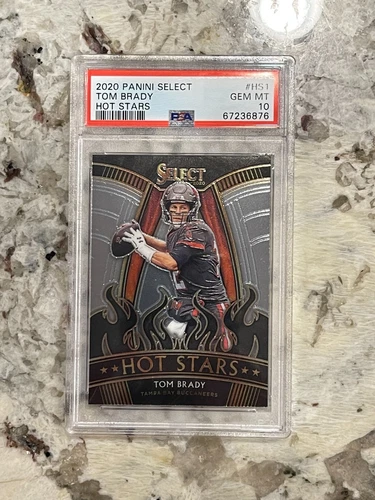 2020 PANINI SELECT #HS1
TOM BRADY GEM MT
HOT STARS PSA 10
67236876
SELECT
2020
HOT STARS
TOM BRADY
TAMPA BAY BUCCANEERS